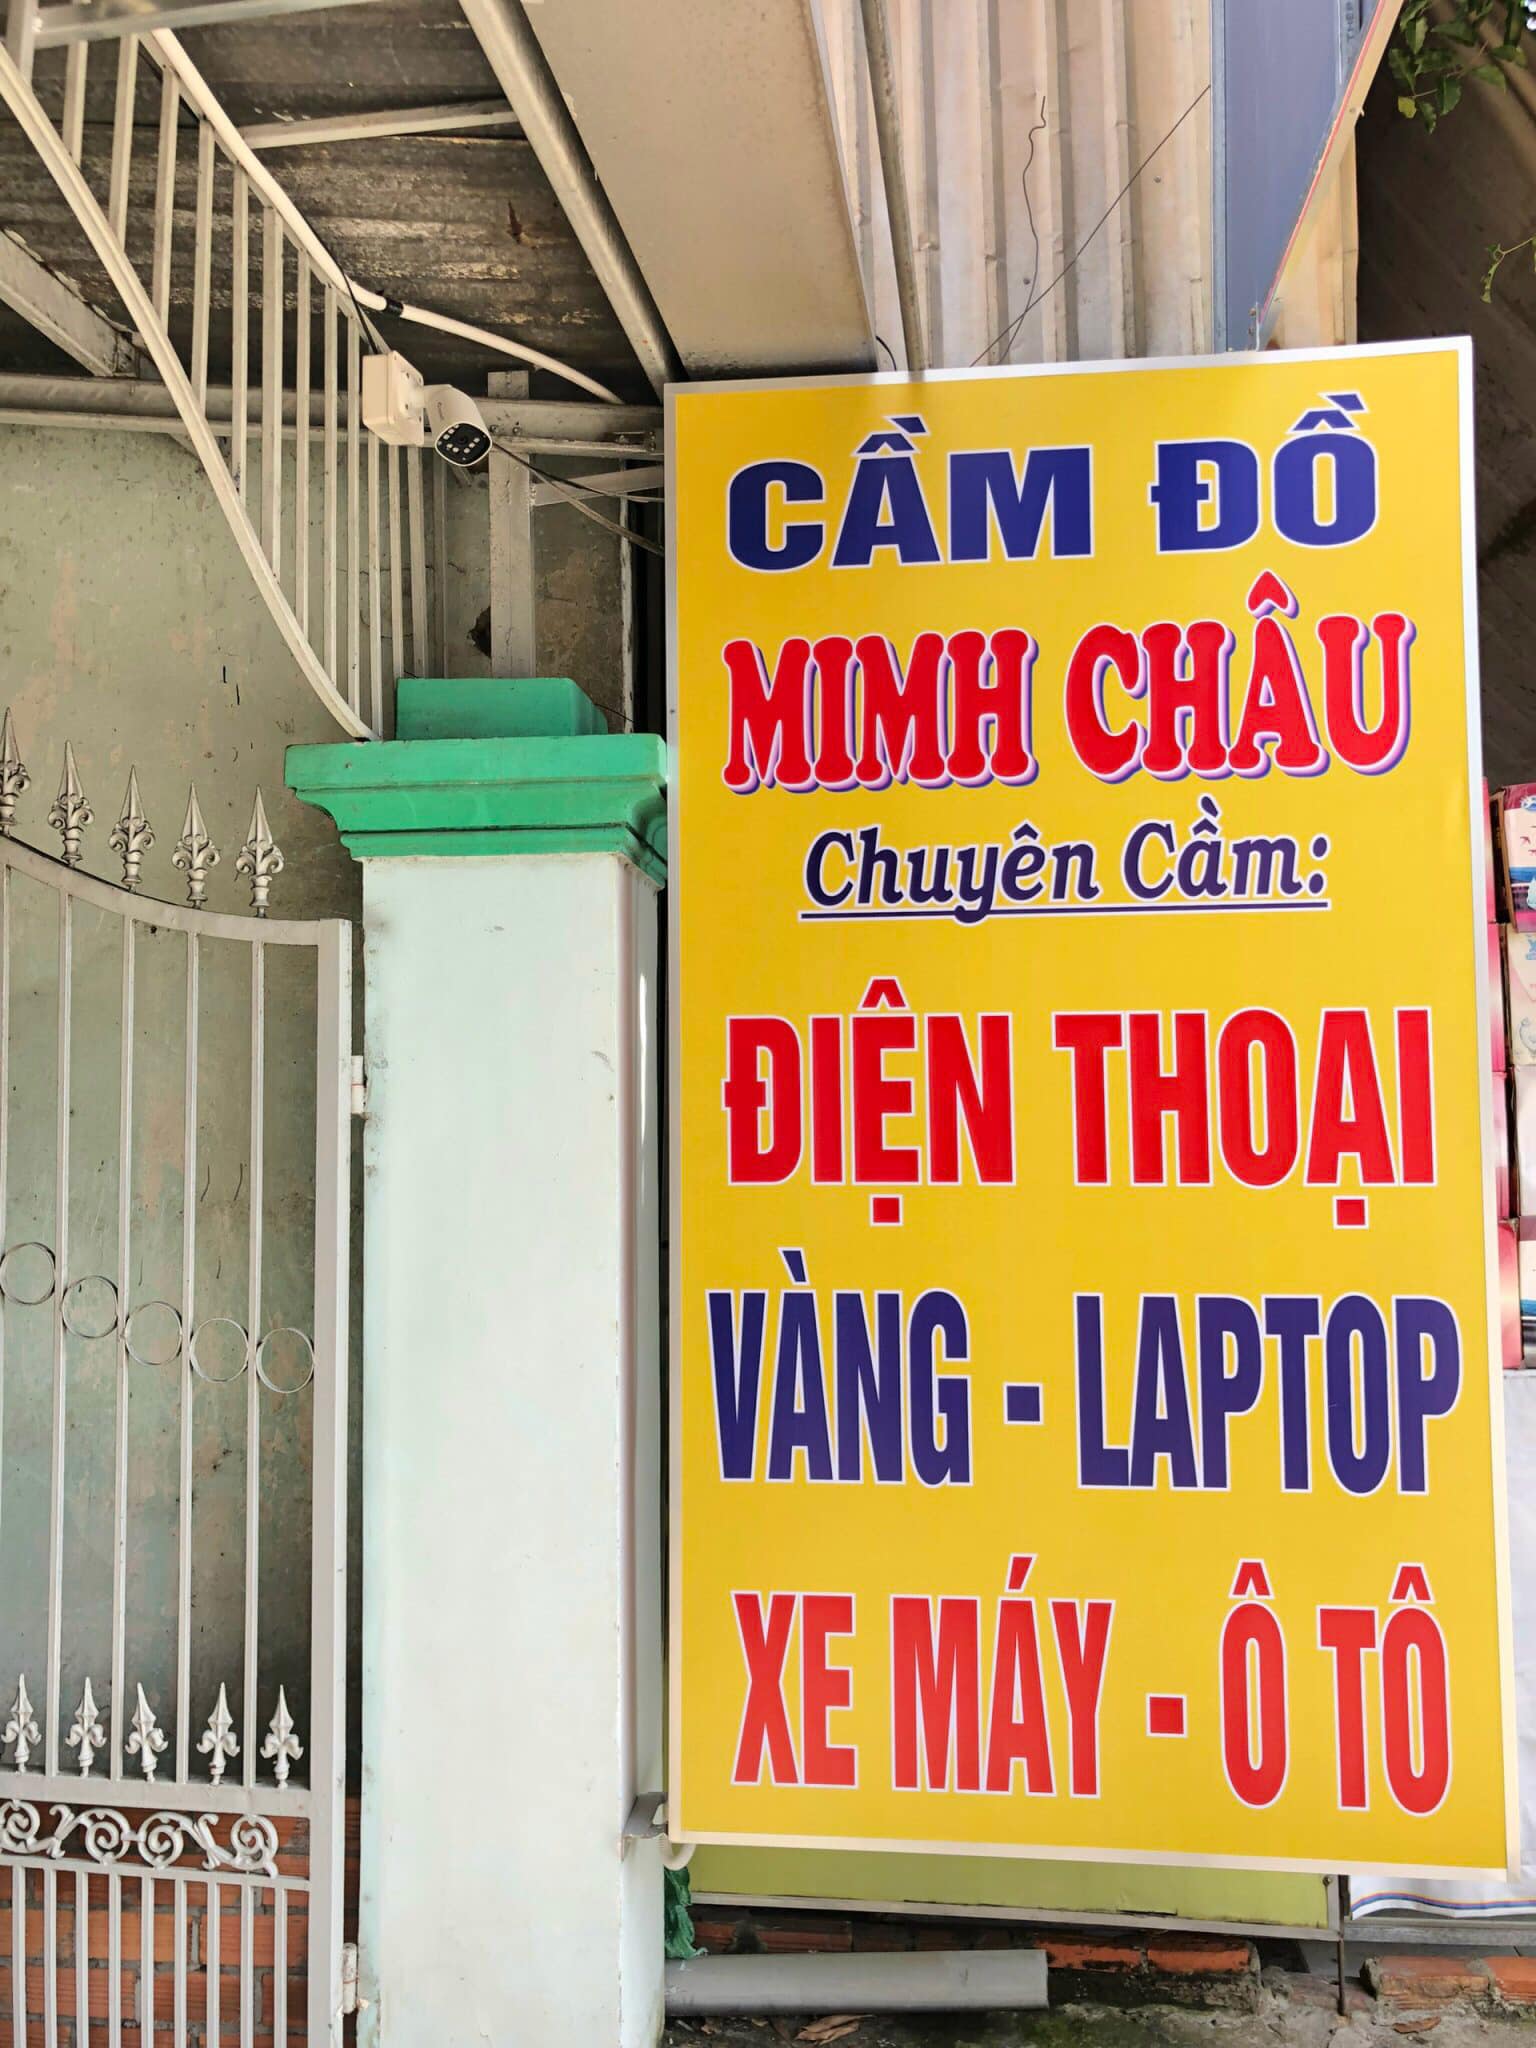 CẦM ĐỒ
MIMH CHÂU
Chuyên Cầm:
ĐIỆN THOẠI
VÀNG - LAPTOP
XE MÁY - Ô TÔ